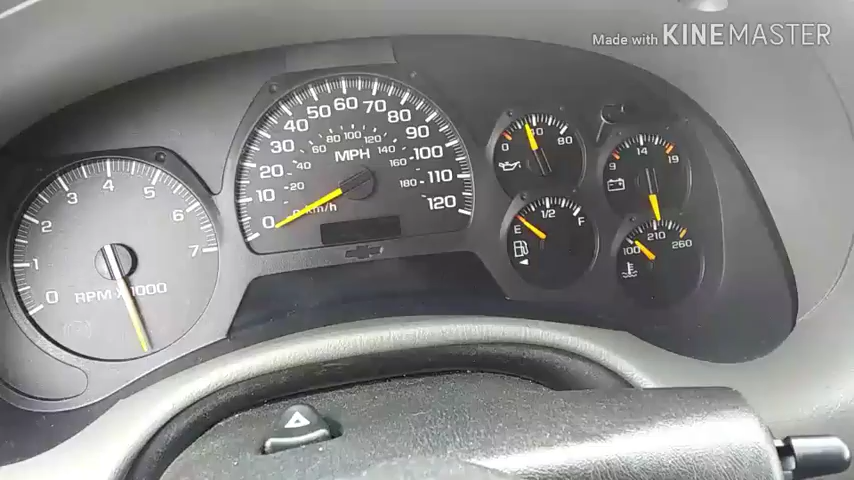 Made with KINEMASTER
0 1 2 3 4 5 6 7
RPM X 1000
0 10 20 30 40 50 60 70 80 90 100 110 120
20 40 60 80 100 120 140 160 180
MPH
km/h
0 40 80
9 14 19
E 1/2 F
100 210 260